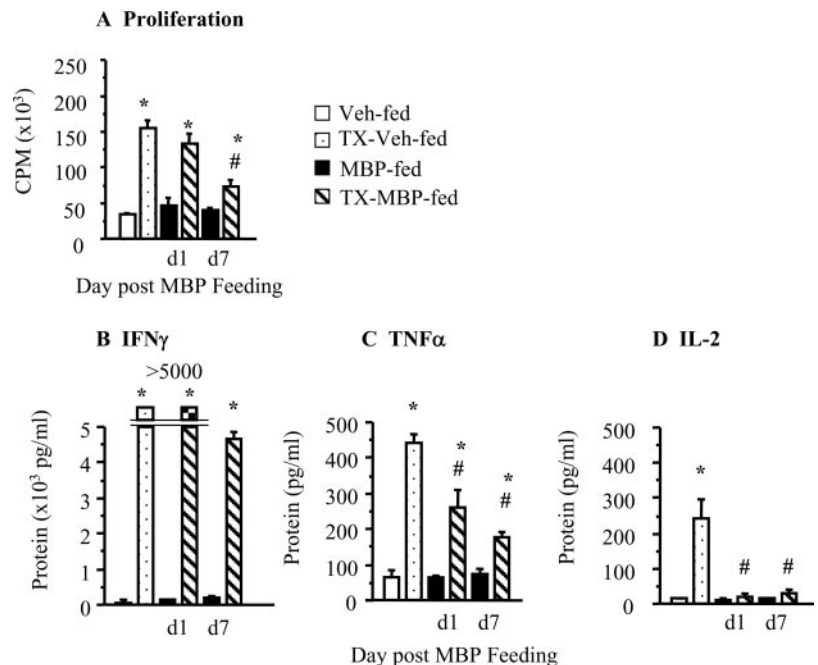 A Proliferation
CPM (x10³)
250
200
150
100
50
0
*
*
*
#
d1 d7
Day post MBP Feeding
Veh-fed
TX-Veh-fed
MBP-fed
TX-MBP-fed
B IFNγ
>5000
Protein (x10³ pg/ml)
5
4
3
2
1
0
*
*
*
d1 d7
C TNFα
Protein (pg/ml)
500
400
300
200
100
0
*
*
#
*
#
d1 d7
D IL-2
Protein (pg/ml)
500
400
300
200
100
0
*
#
#
d1 d7
Day post MBP Feeding